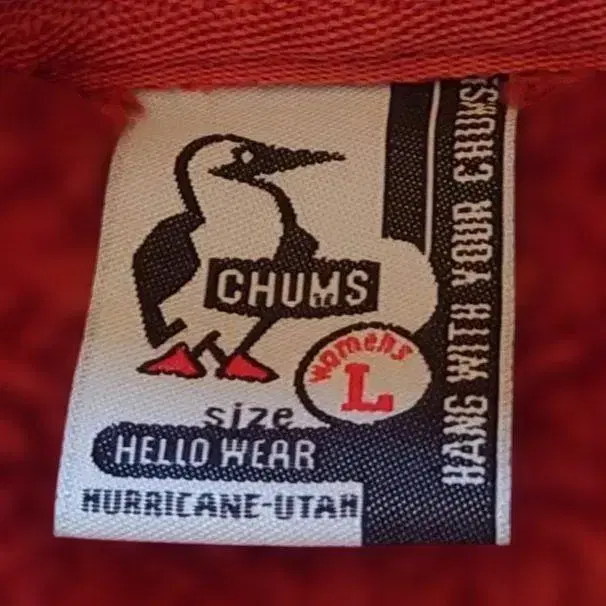 CHUMS
womens
L
size
HELLO WEAR
HURRICANE-UTAH
HANG WITH YOUR CHUMS!